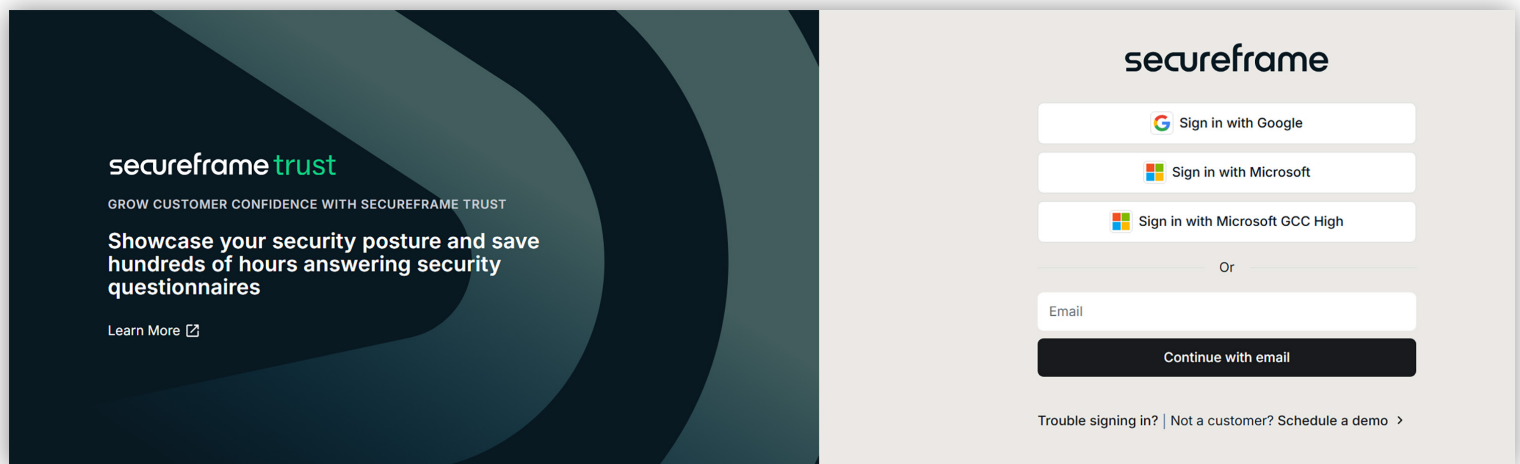 secureframe trust
GROW CUSTOMER CONFIDENCE WITH SECUREFRAME TRUST
Showcase your security posture and save
hundreds of hours answering security
questionnaires
Learn More
secureframe
Sign in with Google
Sign in with Microsoft
Sign in with Microsoft GCC High
Or
Email
Continue with email
Trouble signing in? | Not a customer? Schedule a demo